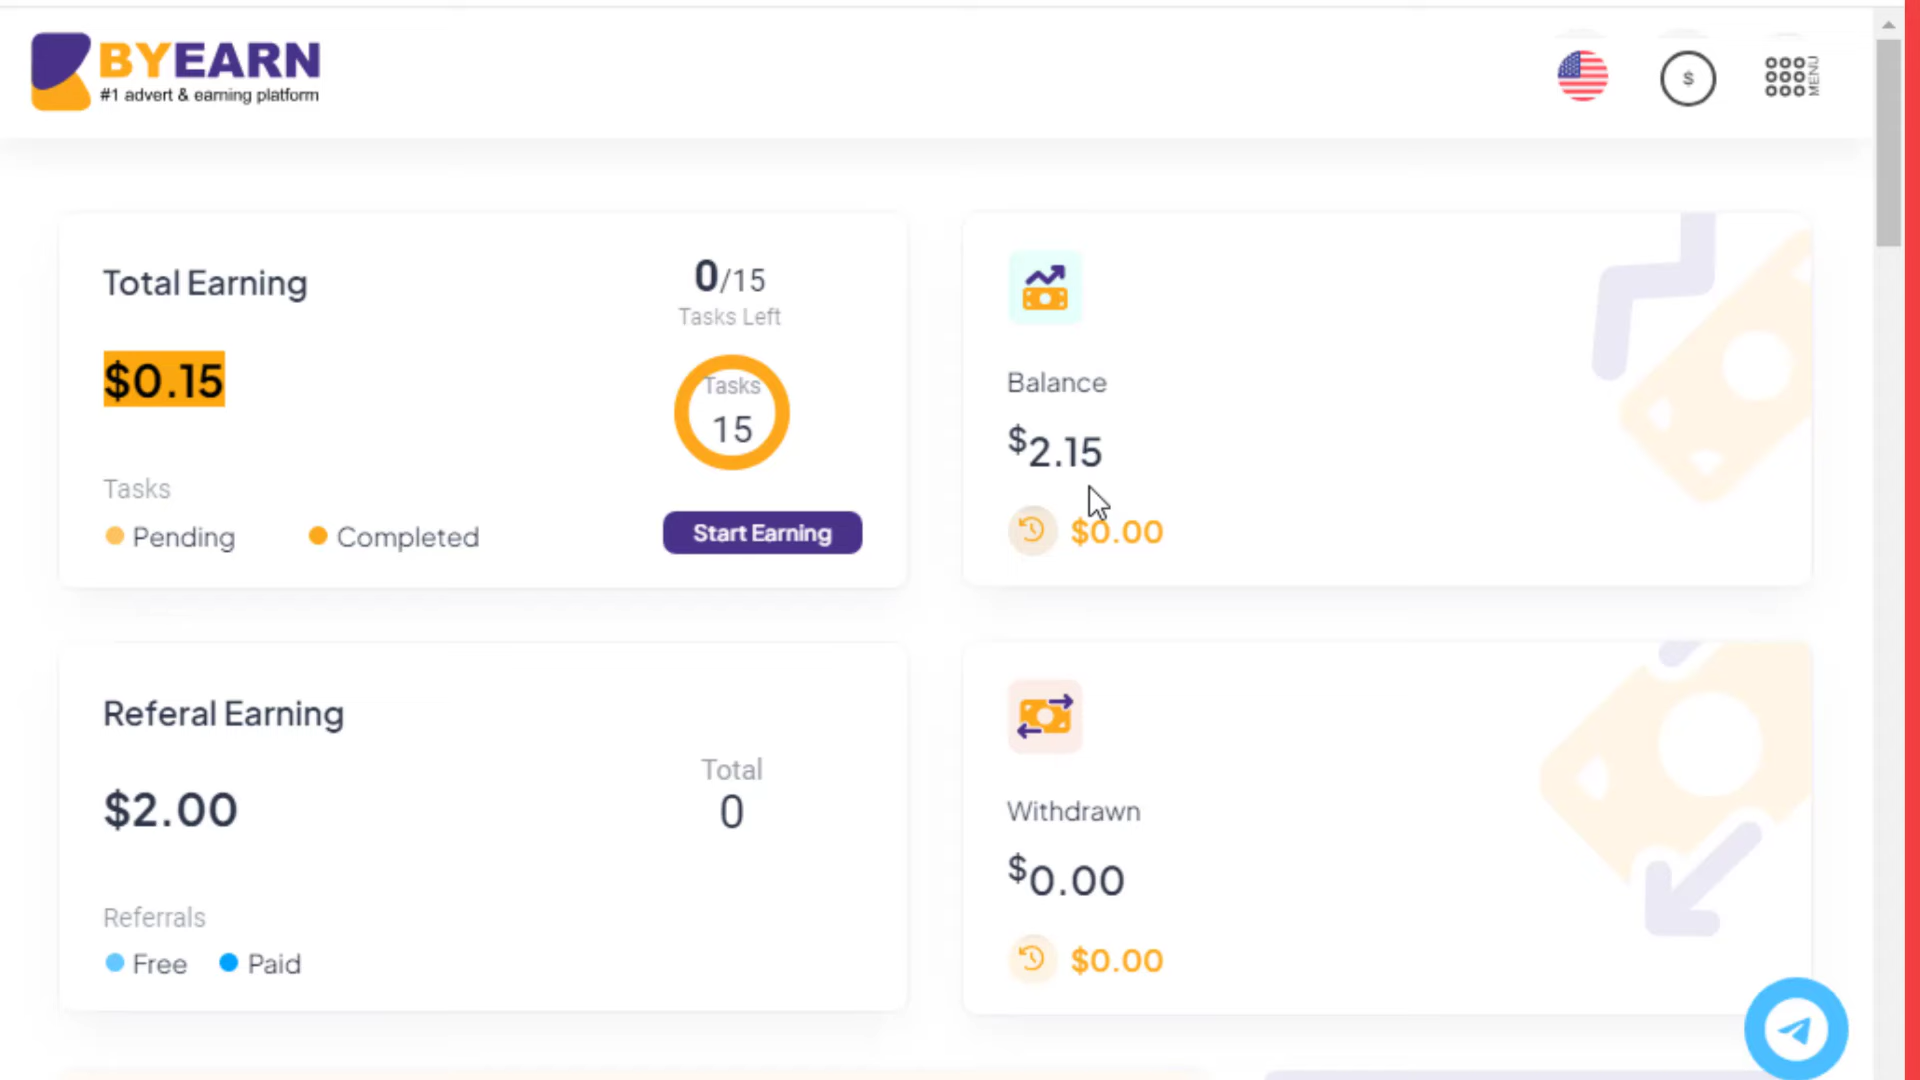 BYEARN
#1 advert & earning platform
$
MENU
Total Earning
0/15
Tasks Left
$0.15
Tasks
15
Tasks
Pending
Completed
Start Earning
Balance
$2.15
$0.00
Referal Earning
$2.00
Total
0
Referrals
Free
Paid
Withdrawn
$0.00
$0.00